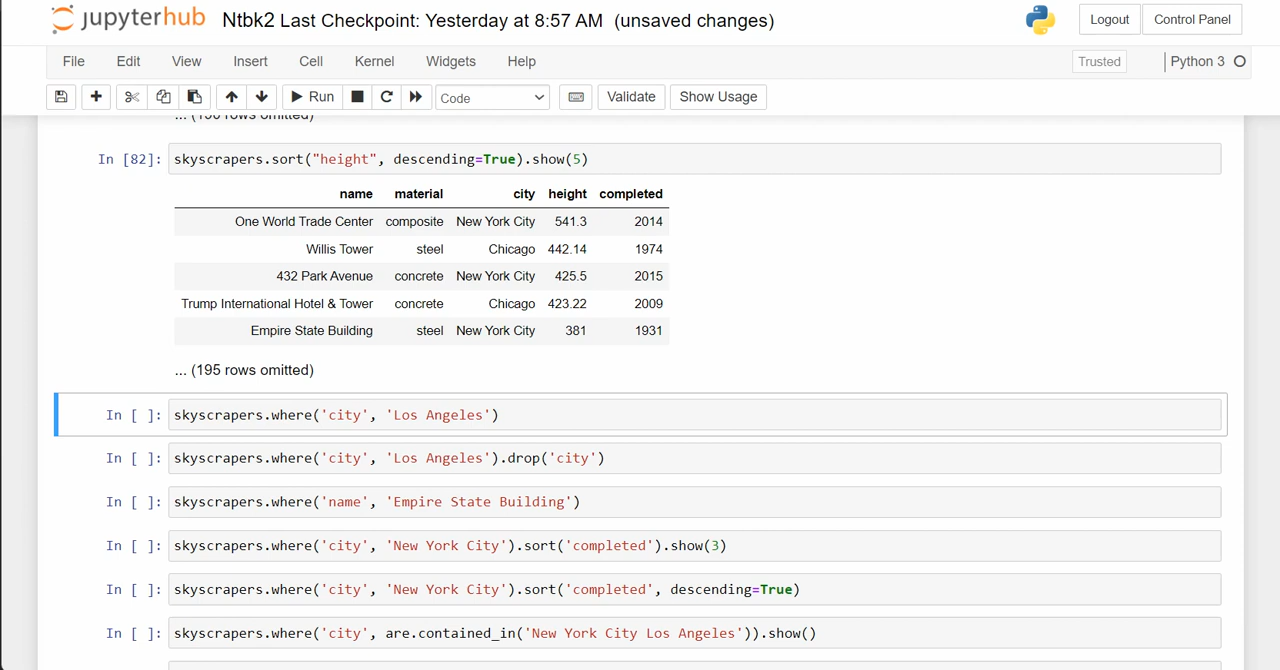 jupyterhub Ntbk2 Last Checkpoint: Yesterday at 8:57 AM (unsaved changes) Logout Control Panel
File Edit View Insert Cell Kernel Widgets Help Trusted Python 3
Run Code Validate Show Usage
... (190 rows omitted)
In [82]: skyscrapers.sort("height", descending=True).show(5)
name material city height completed
One World Trade Center composite New York City 541.3 2014
Willis Tower steel Chicago 442.14 1974
432 Park Avenue concrete New York City 425.5 2015
Trump International Hotel & Tower concrete Chicago 423.22 2009
Empire State Building steel New York City 381 1931
... (195 rows omitted)
In [ ]: skyscrapers.where('city', 'Los Angeles')
In [ ]: skyscrapers.where('city', 'Los Angeles').drop('city')
In [ ]: skyscrapers.where('name', 'Empire State Building')
In [ ]: skyscrapers.where('city', 'New York City').sort('completed').show(3)
In [ ]: skyscrapers.where('city', 'New York City').sort('completed', descending=True)
In [ ]: skyscrapers.where('city', are.contained_in('New York City Los Angeles')).show()